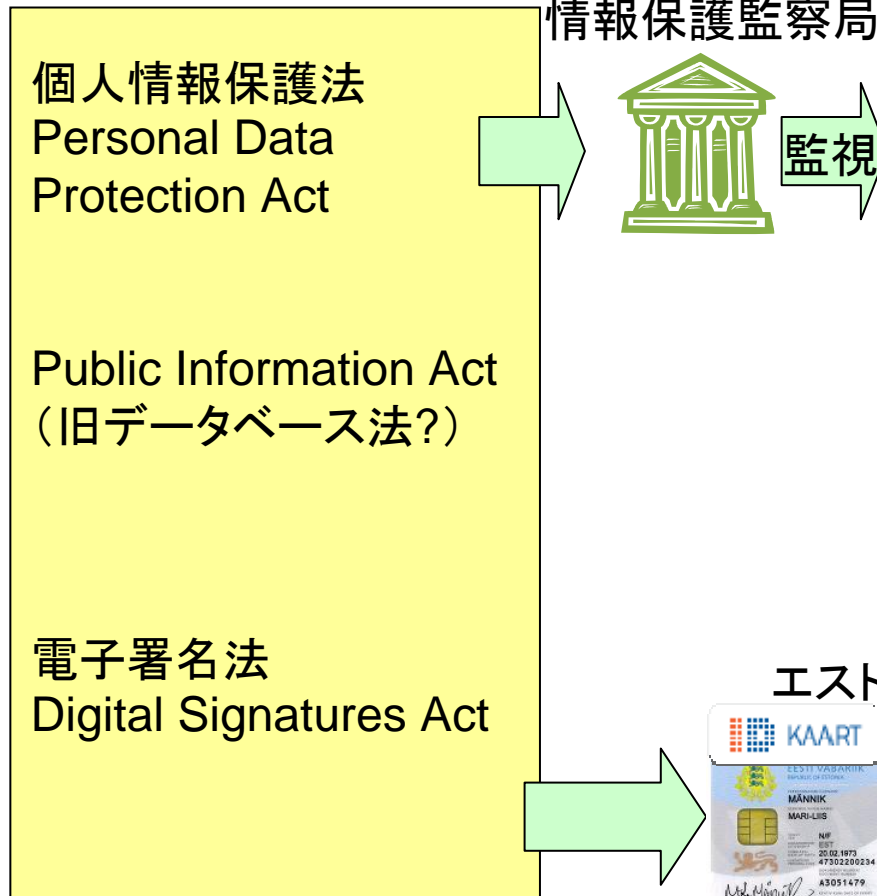 情報保護監察局
個人情報保護法
Personal Data
Protection Act
監視
Public Information Act
（旧データベース法?）
電子署名法
Digital Signatures Act
エスト
KAART
EESTI VABARIIK
REPUBLIC OF ESTONIA
MÄNNIK
MARI-LIIS
N/F
EST
20.02.1973
47302200234
A3051479